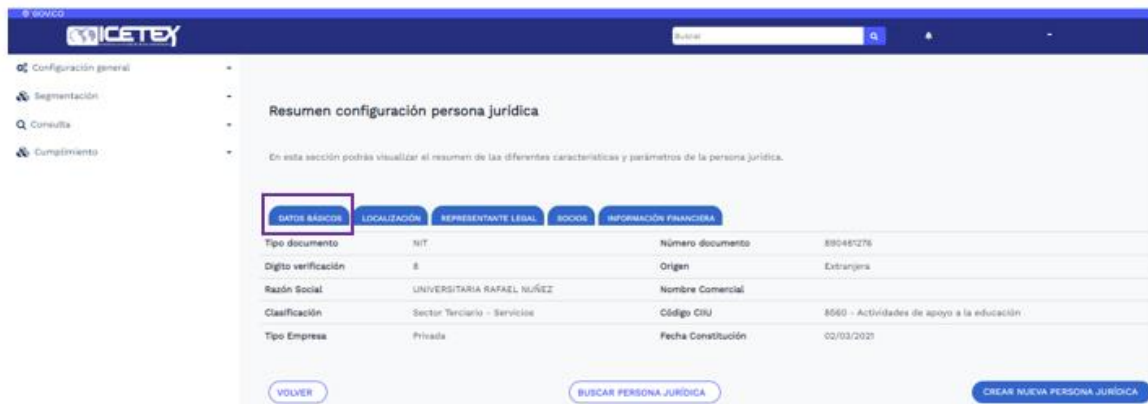 GOV.CO
ICETEX
Buscar
Configuración general
Segmentación
Consulta
Cumplimiento
Resumen configuración persona jurídica
En esta sección podrás visualizar el resumen de las diferentes características y parámetros de la persona jurídica.
DATOS BÁSICOS LOCALIZACIÓN REPRESENTANTE LEGAL SOCIOS INFORMACIÓN FINANCIERA
Tipo documento NIT Número documento
Digito verificación 8 Origen Extranjera
Razón Social UNIVERSITARIA RAFAEL NUÑEZ Nombre Comercial
Clasificación Sector Terciario - Servicios Código CIIU 8560 - Actividades de apoyo a la educación
Tipo Empresa Privada Fecha Constitución 02/03/2021
VOLVER BUSCAR PERSONA JURÍDICA CREAR NUEVA PERSONA JURÍDICA